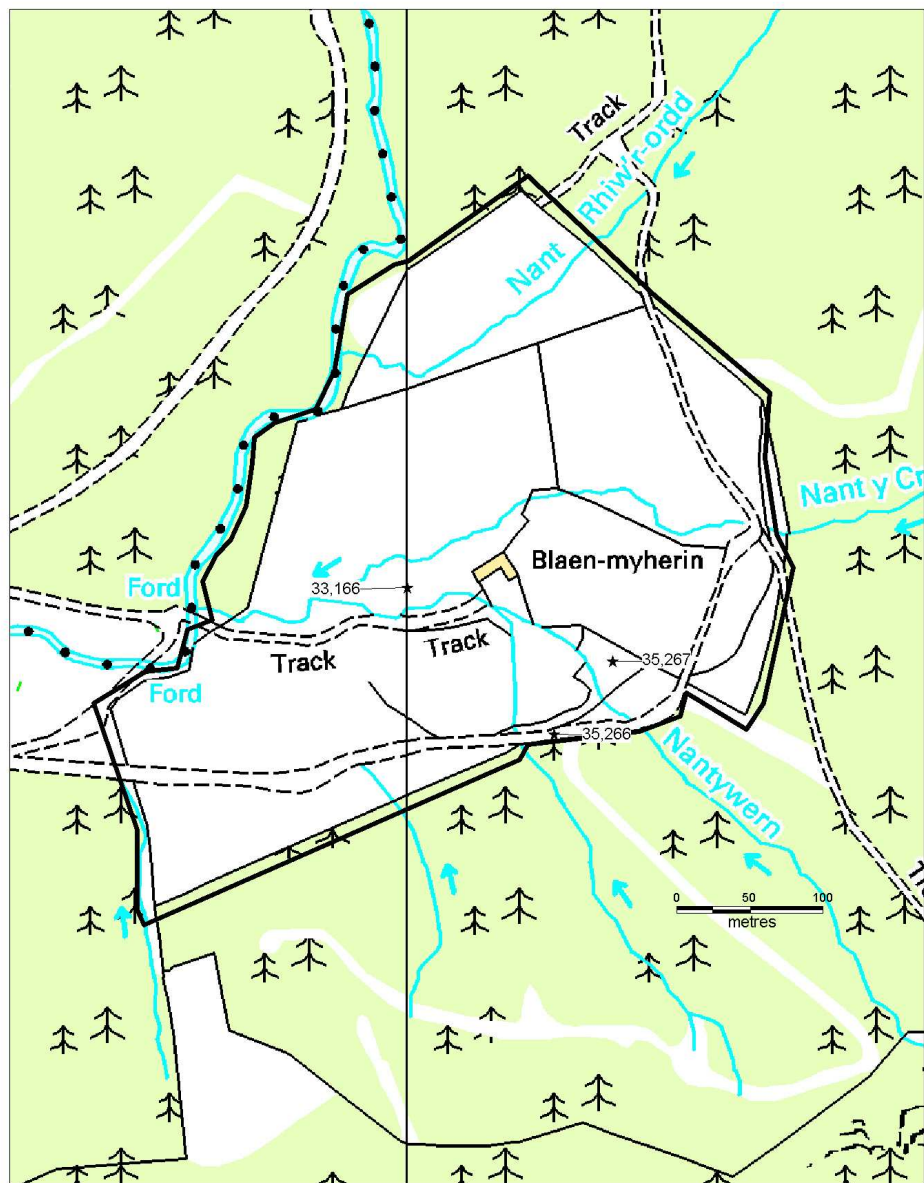 Track
Nant Rhiw'r-ordd
Nant y Cr
Ford
33,166
Blaen-myherin
Track
Track
35,267
Ford
35,266
Nantywern
0 50 100
metres